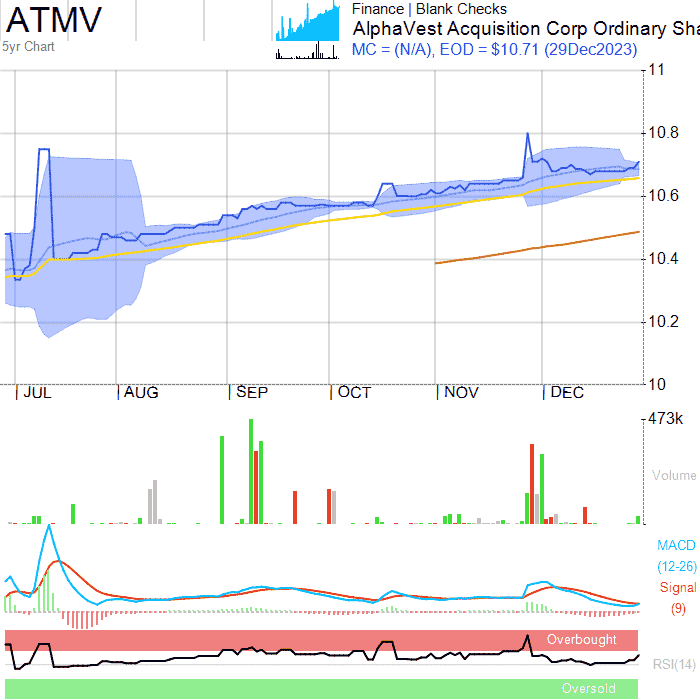 ATMV
5yr Chart
Finance | Blank Checks
AlphaVest Acquisition Corp Ordinary Sha
MC = (N/A), EOD = $10.71 (29Dec2023)
11
10.8
10.6
10.4
10.2
10
JUL AUG SEP OCT NOV DEC
473k
Volume
MACD
(12-26)
Signal
(9)
Overbought
RSI(14)
Oversold